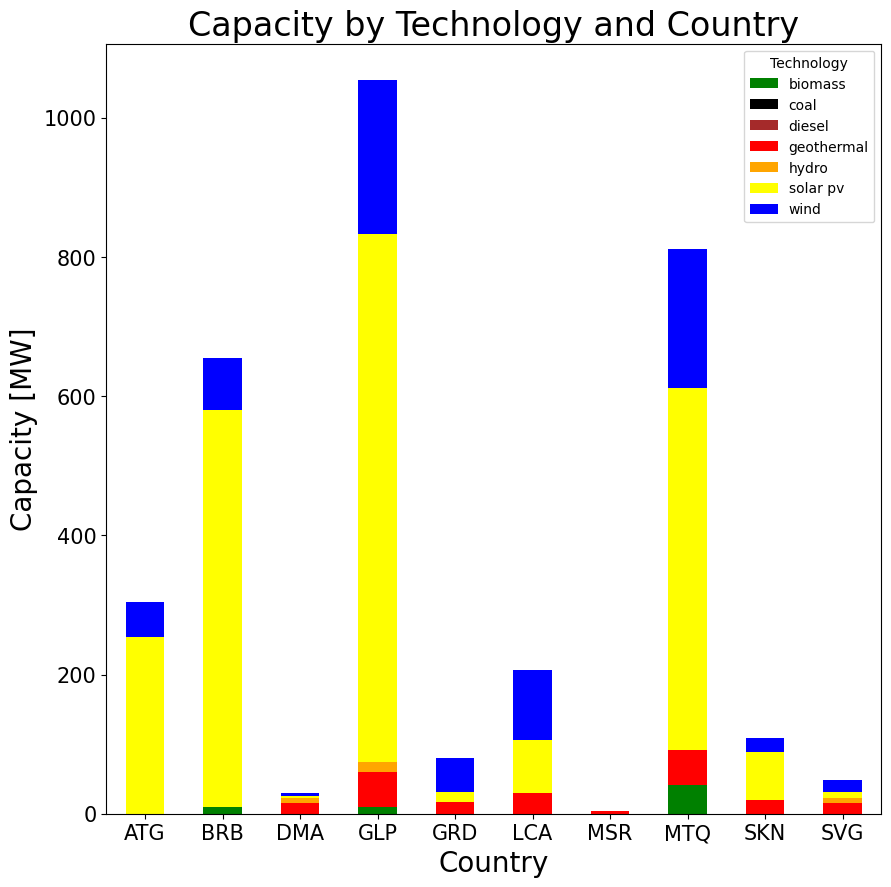 Capacity by Technology and Country
Technology
biomass
coal
diesel
geothermal
hydro
solar pv
wind
Capacity [MW]
1000
800
600
400
200
0
ATG BRB DMA GLP GRD LCA MSR MTQ SKN SVG
Country